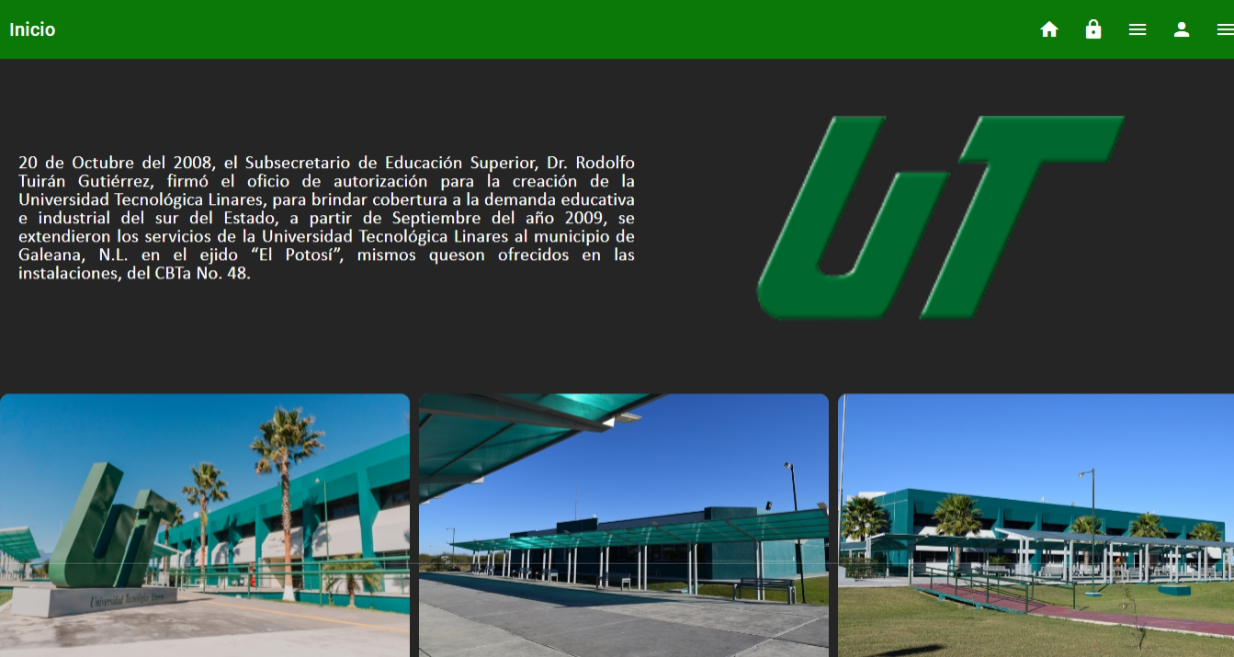 Inicio
20 de Octubre del 2008, el Subsecretario de Educación Superior, Dr. Rodolfo
Tuirán Gutiérrez, firmó el oficio de autorización para la creación de la
Universidad Tecnológica Linares, para brindar cobertura a la demanda educativa
e industrial del sur del Estado, a partir de Septiembre del año 2009, se
extendieron los servicios de la Universidad Tecnológica Linares al municipio de
Galeana, N.L. en el ejido “El Potosí”, mismos queson ofrecidos en las
instalaciones, del CBTa No. 48.
UT
UT
Universidad Tecnológica Linares